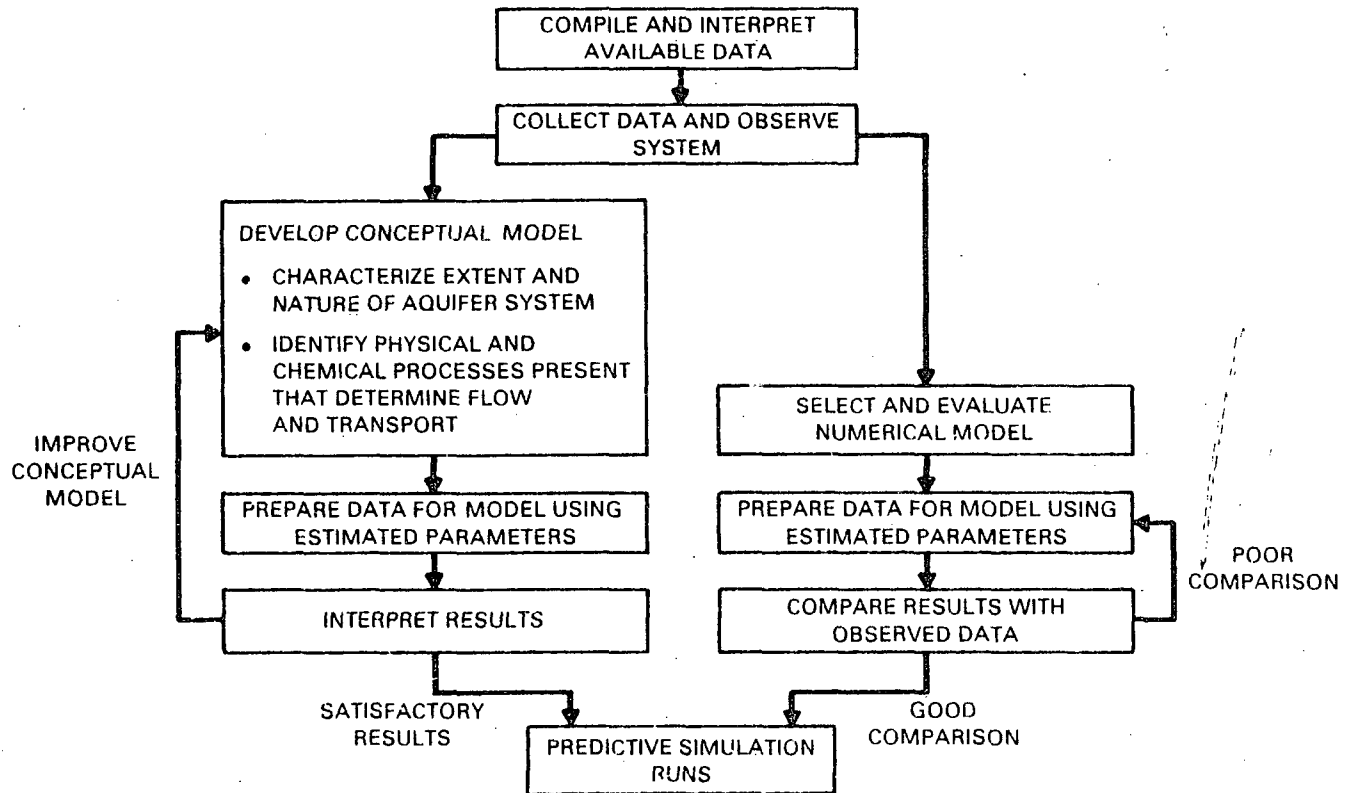 COMPILE AND INTERPRET
AVAILABLE DATA
COLLECT DATA AND OBSERVE
SYSTEM
DEVELOP CONCEPTUAL MODEL
• CHARACTERIZE EXTENT AND
NATURE OF AQUIFER SYSTEM
• IDENTIFY PHYSICAL AND
CHEMICAL PROCESSES PRESENT
THAT DETERMINE FLOW
AND TRANSPORT
IMPROVE
CONCEPTUAL
MODEL
PREPARE DATA FOR MODEL USING
ESTIMATED PARAMETERS
INTERPRET RESULTS
SATISFACTORY
RESULTS
SELECT AND EVALUATE
NUMERICAL MODEL
PREPARE DATA FOR MODEL USING
ESTIMATED PARAMETERS
POOR
COMPARISON
COMPARE RESULTS WITH
OBSERVED DATA
GOOD
COMPARISON
PREDICTIVE SIMULATION
RUNS